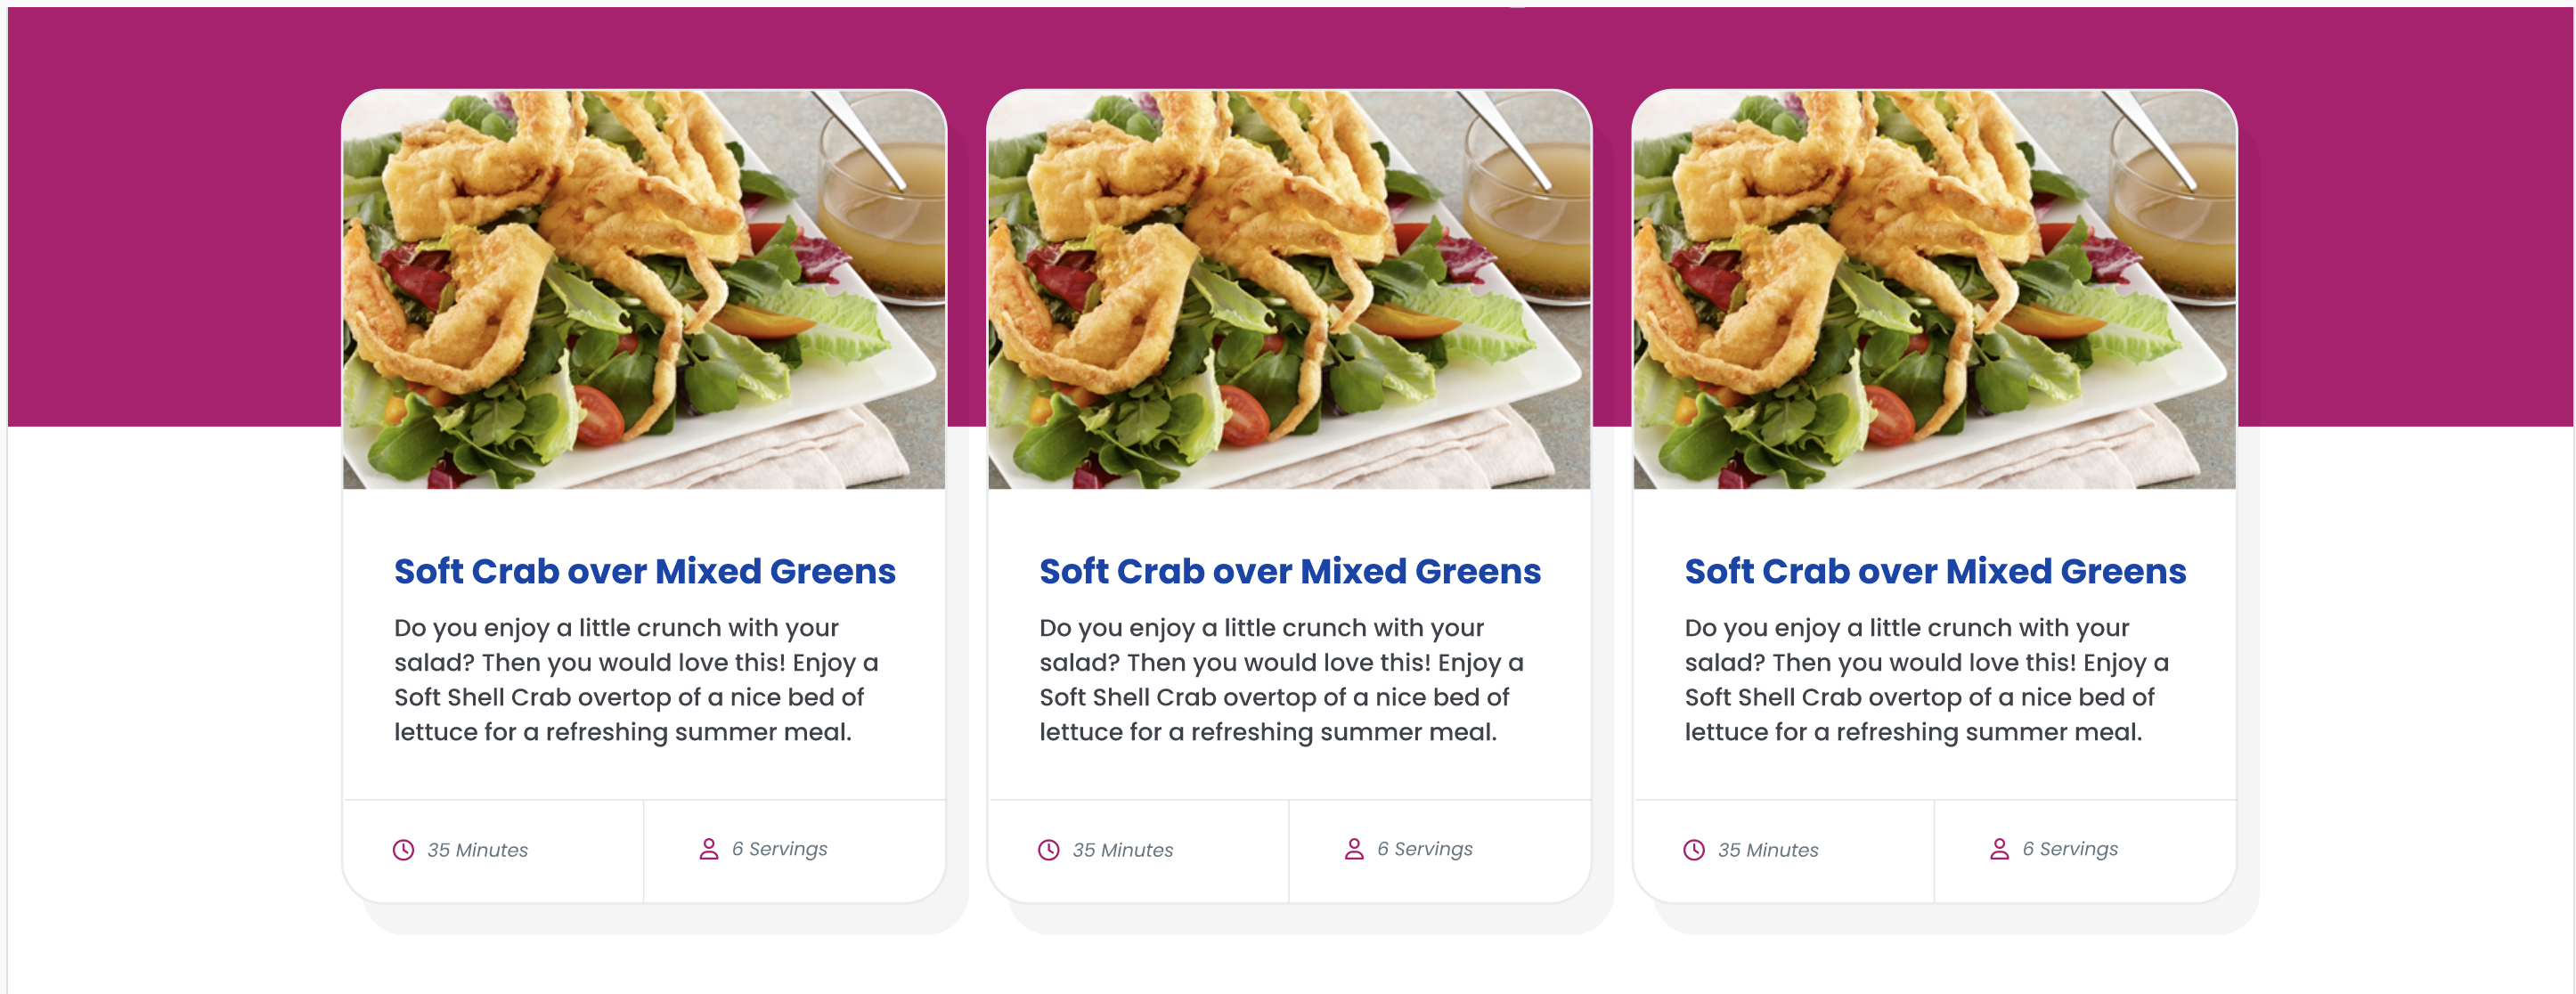 Soft Crab over Mixed Greens
Do you enjoy a little crunch with your
salad? Then you would love this! Enjoy a
Soft Shell Crab overtop of a nice bed of
lettuce for a refreshing summer meal.
35 Minutes
6 Servings
Soft Crab over Mixed Greens
Do you enjoy a little crunch with your
salad? Then you would love this! Enjoy a
Soft Shell Crab overtop of a nice bed of
lettuce for a refreshing summer meal.
35 Minutes
6 Servings
Soft Crab over Mixed Greens
Do you enjoy a little crunch with your
salad? Then you would love this! Enjoy a
Soft Shell Crab overtop of a nice bed of
lettuce for a refreshing summer meal.
35 Minutes
6 Servings